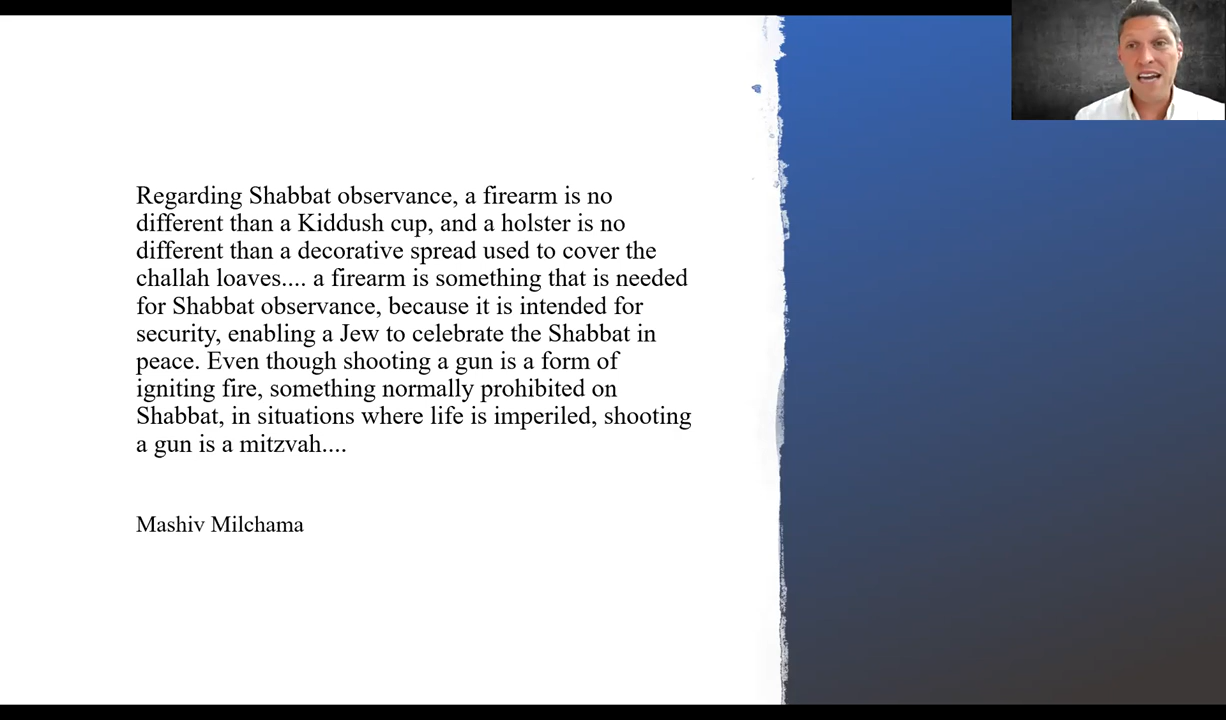 Regarding Shabbat observance, a firearm is no
different than a Kiddush cup, and a holster is no
different than a decorative spread used to cover the
challah loaves.... a firearm is something that is needed
for Shabbat observance, because it is intended for
security, enabling a Jew to celebrate the Shabbat in
peace. Even though shooting a gun is a form of
igniting fire, something normally prohibited on
Shabbat, in situations where life is imperiled, shooting
a gun is a mitzvah....
Mashiv Milchama